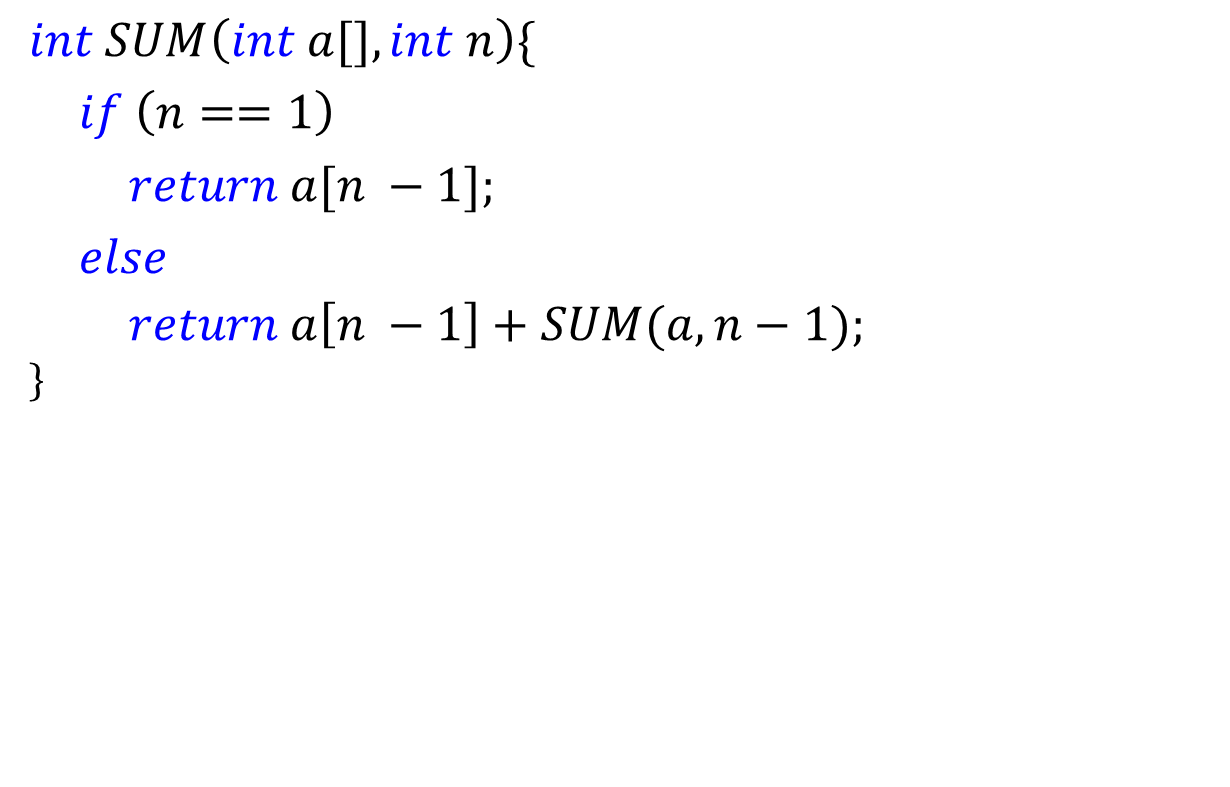 int SUM(int a[],int n){
if (n == 1)
return a[n − 1];
else
return a[n − 1] + SUM(a, n − 1);
}